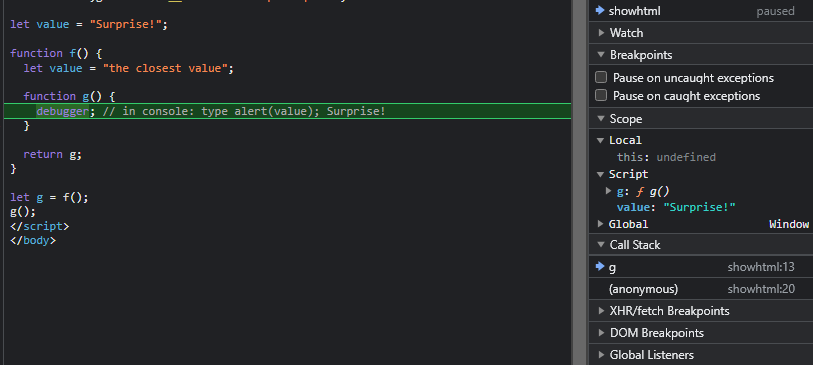 let value = "Surprise!";
function f() {
let value = "the closest value";
function g() {
debugger; // in console: type alert(value); Surprise!
}
return g;
}
let g = f();
g();
</script>
</body>
showhtml paused
Watch
Breakpoints
Pause on uncaught exceptions
Pause on caught exceptions
Scope
Local
this: undefined
Script
g: ƒ g()
value: "Surprise!"
Global Window
Call Stack
g showhtml:13
(anonymous) showhtml:20
XHR/fetch Breakpoints
DOM Breakpoints
Global Listeners